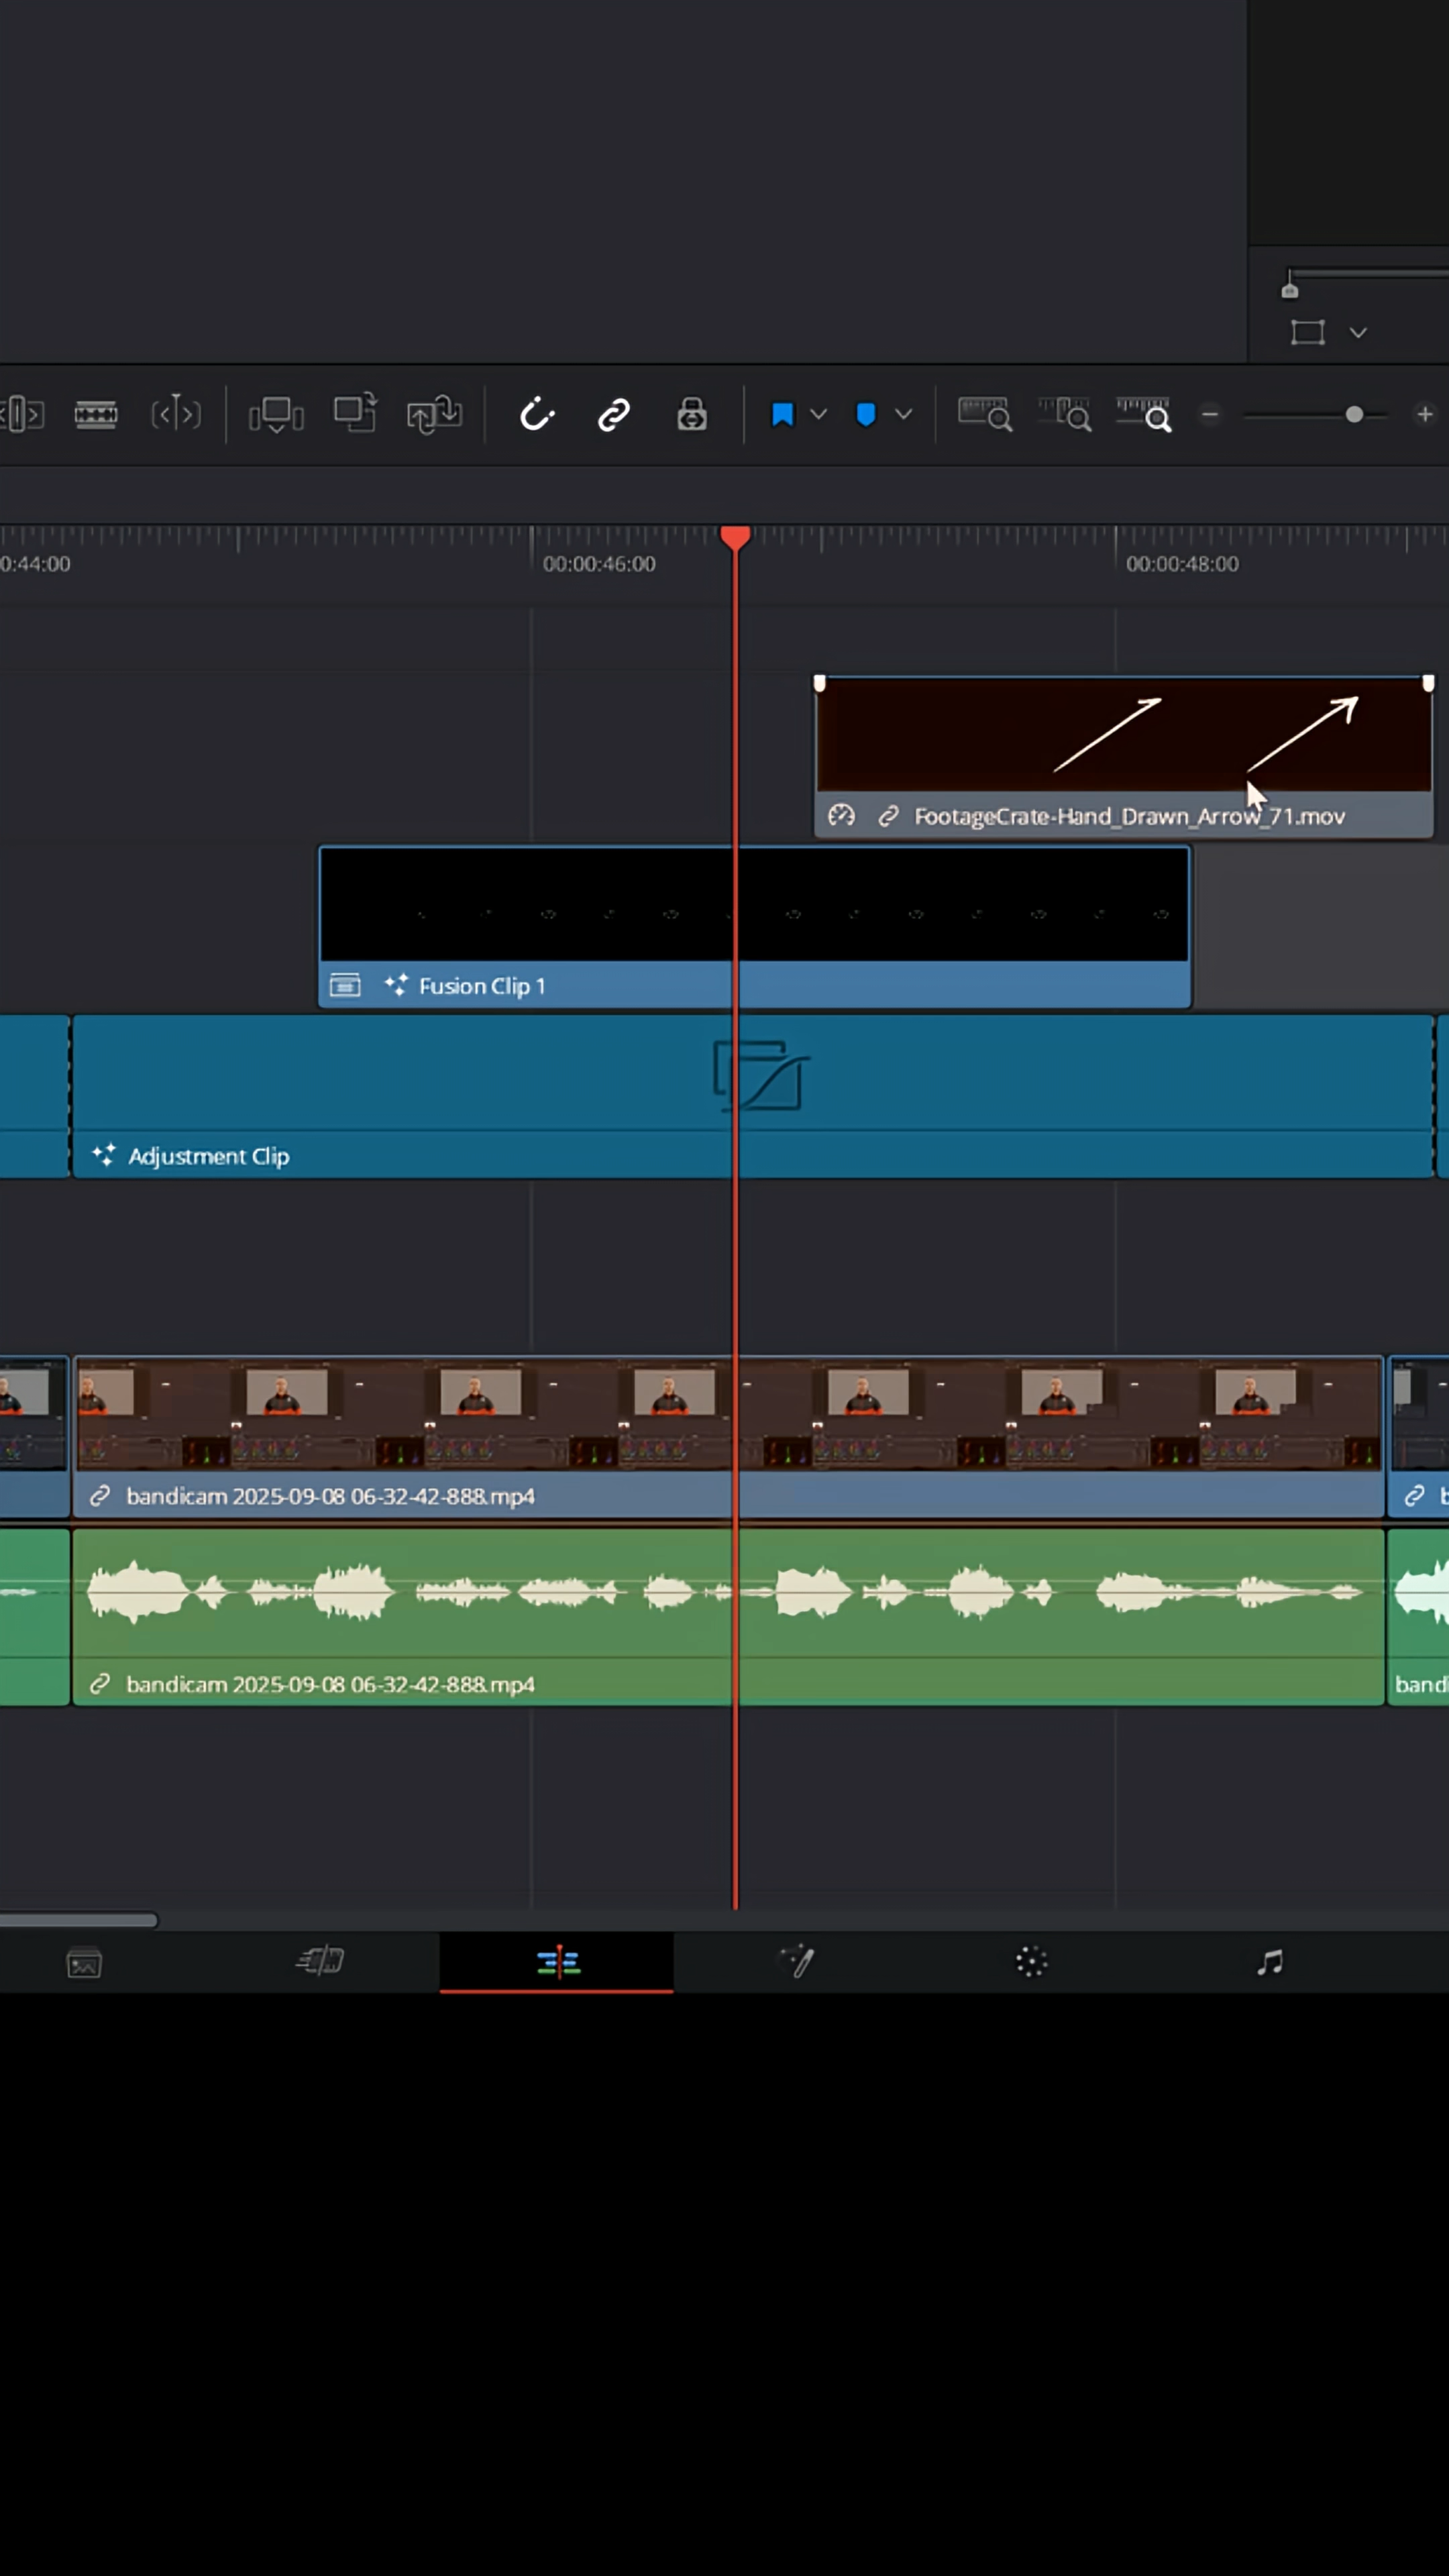 0:44:00
00:00:46:00
00:00:48:00
FootageCrate-Hand_Drawn_Arrow_71.mov
Fusion Clip 1
Adjustment Clip
bandicam 2025-09-08 06-32-42-888.mp4
b
bandicam 2025-09-08 06-32-42-888.mp4
band